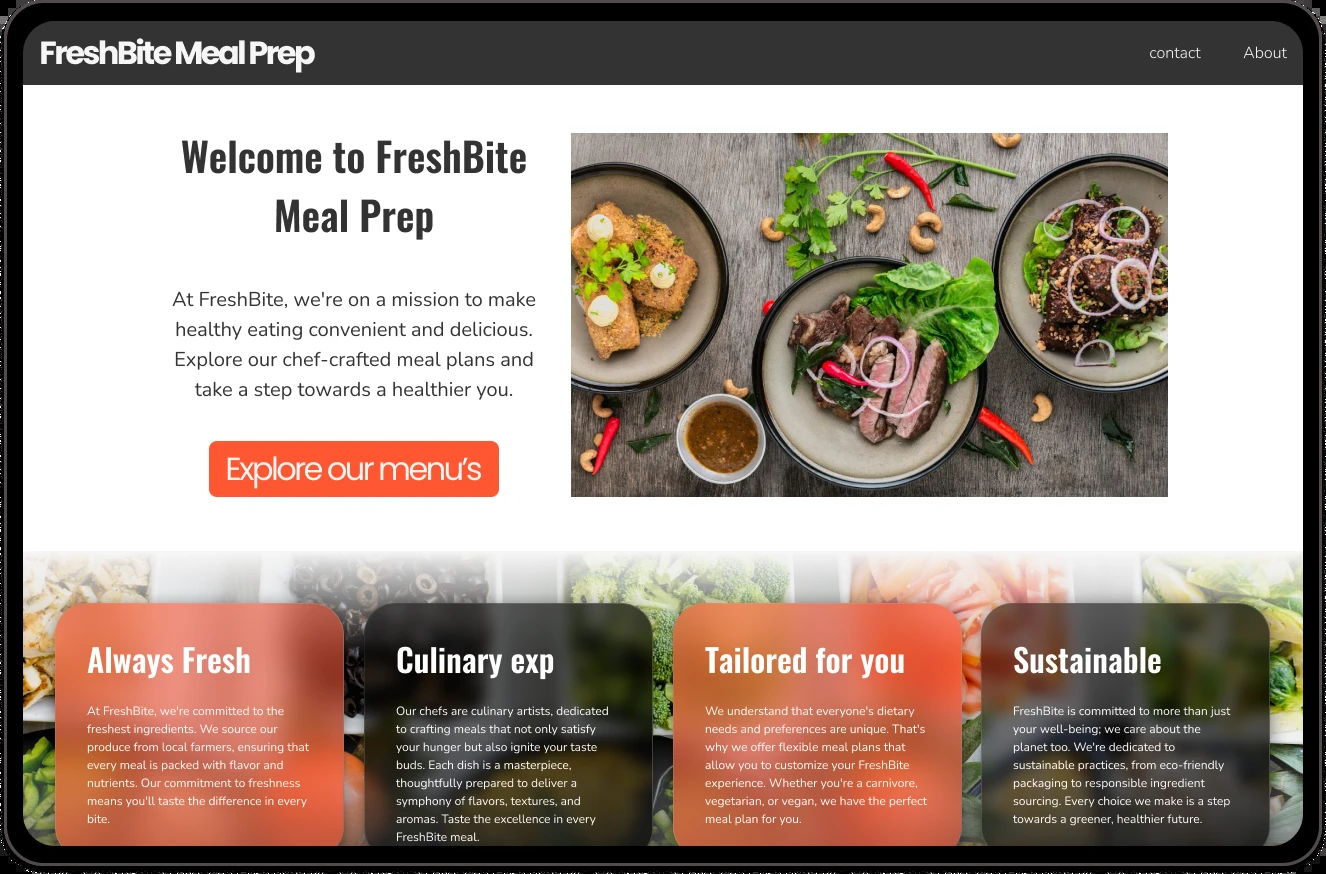 FreshBite Meal Prep
contact About
Welcome to FreshBite
Meal Prep
At FreshBite, we're on a mission to make
healthy eating convenient and delicious.
Explore our chef-crafted meal plans and
take a step towards a healthier you.
Explore our menu’s
Always Fresh
At FreshBite, we're committed to the
freshest ingredients. We source our
produce from local farmers, ensuring that
every meal is packed with flavor and
nutrients. Our commitment to freshness
means you'll taste the difference in every
bite.
Culinary exp
Our chefs are culinary artists, dedicated
to crafting meals that not only satisfy
your hunger but also ignite your taste
buds. Each dish is a masterpiece,
thoughtfully prepared to deliver a
symphony of flavors, textures, and
aromas. Taste the excellence in every
FreshBite meal.
Tailored for you
We understand that everyone's dietary
needs and preferences are unique. That's
why we offer flexible meal plans that
allow you to customize your FreshBite
experience. Whether you're a carnivore,
vegetarian, or vegan, we have the perfect
meal plan for you.
Sustainable
FreshBite is committed to more than just
your well-being; we care about the
planet too. We're dedicated to
sustainable practices, from eco-friendly
packaging to responsible ingredient
sourcing. Every choice we make is a step
towards a greener, healthier future.